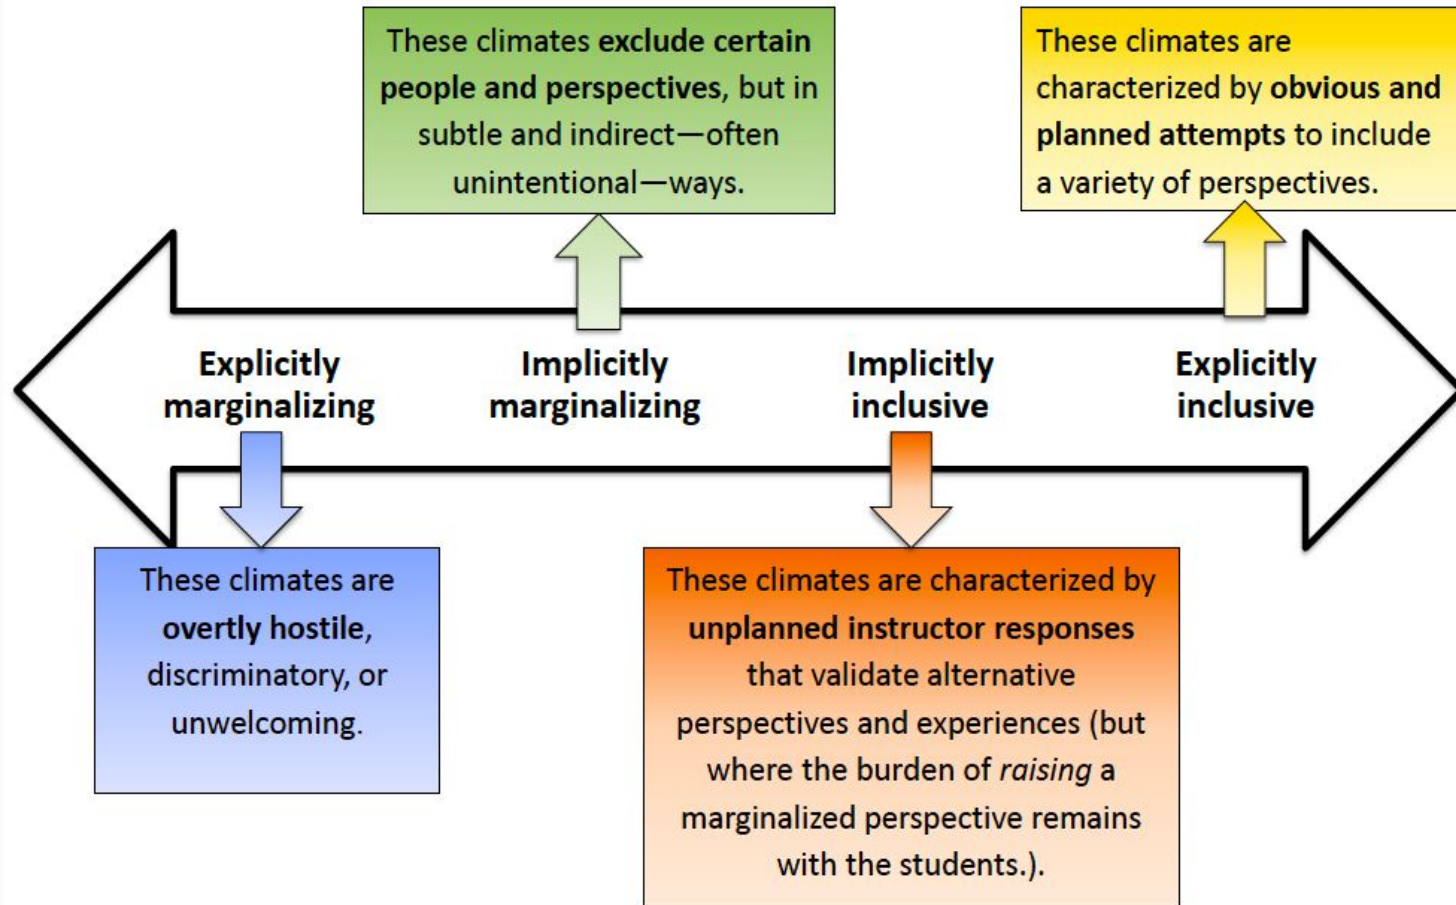 These climates exclude certain
people and perspectives, but in
subtle and indirect—often
unintentional—ways.
These climates are
characterized by obvious and
planned attempts to include
a variety of perspectives.
Explicitly
marginalizing
Implicitly
marginalizing
Implicitly
inclusive
Explicitly
inclusive
These climates are
overtly hostile,
discriminatory, or
unwelcoming.
These climates are characterized by
unplanned instructor responses
that validate alternative
perspectives and experiences (but
where the burden of raising a
marginalized perspective remains
with the students.).